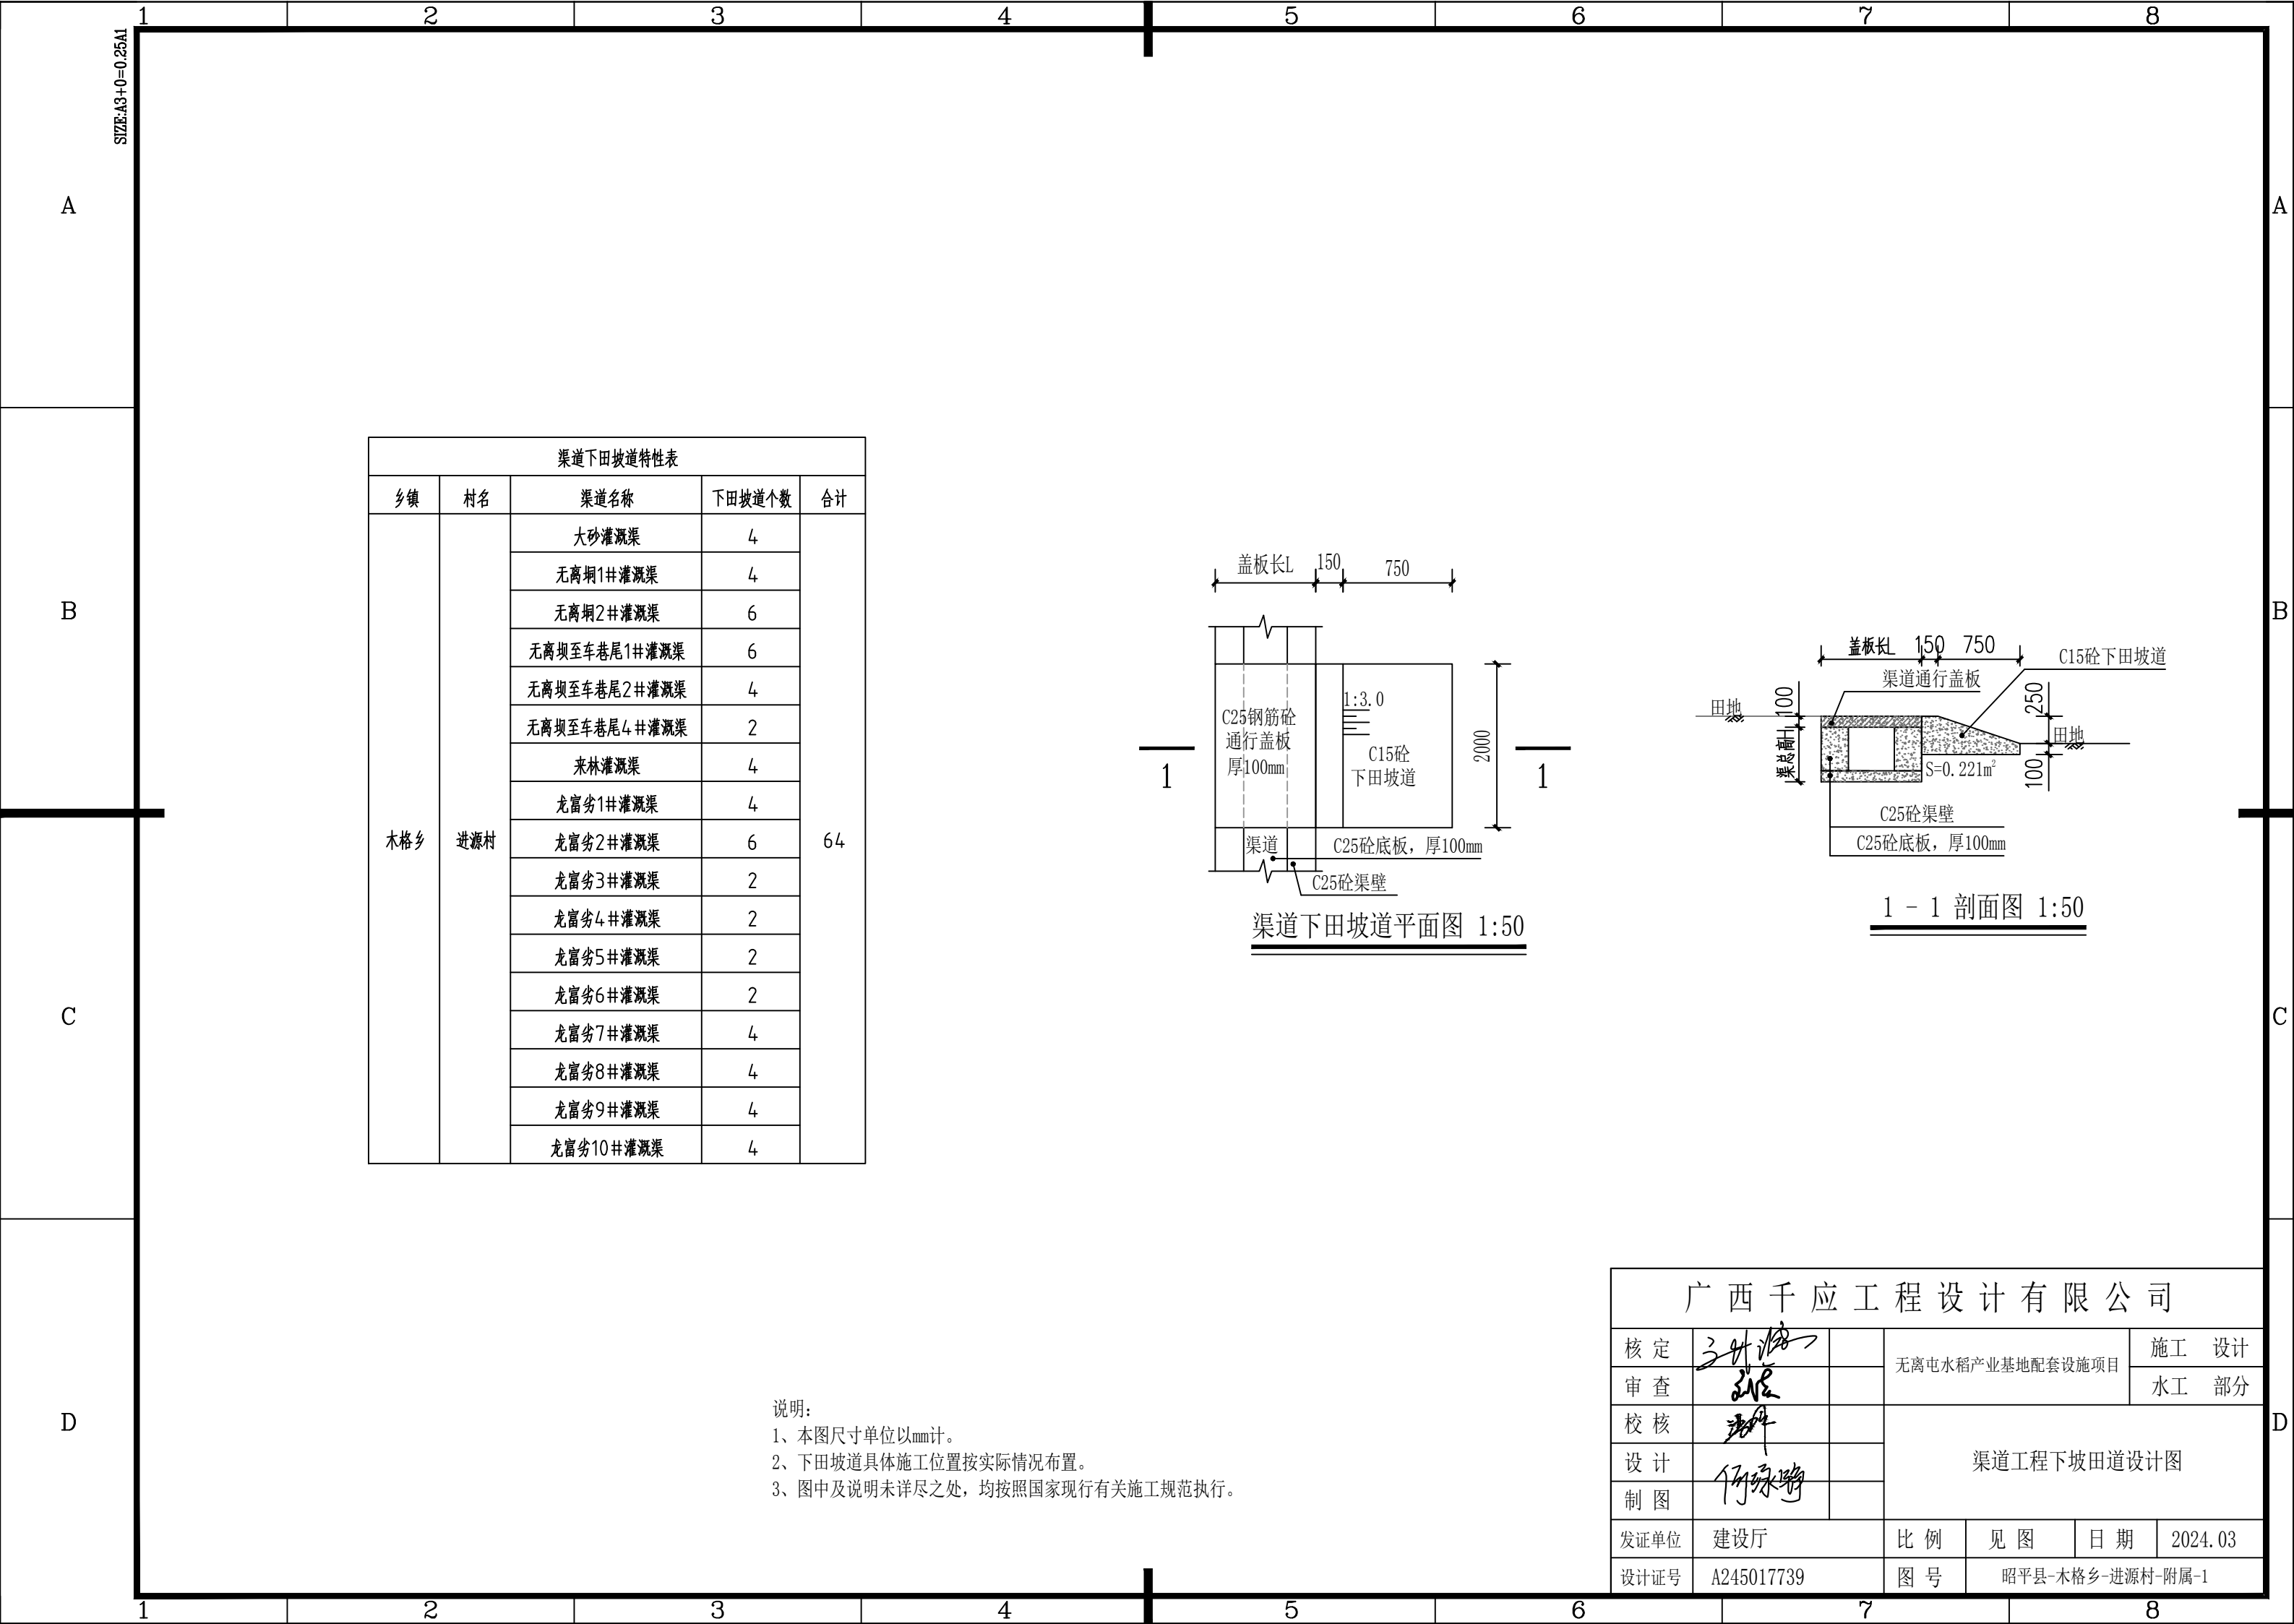 1 2 3 4 5 6 7 8
SIZE:A3+0=0.25A1
A A
B B
C C
D D
渠道下田坡道特性表
乡镇 村名 渠道名称 下田坡道个数 合计
木格乡 进源村 64
大砂灌溉渠 4
无离垌1#灌溉渠 4
无离垌2#灌溉渠 6
无离坝至车巷尾1#灌溉渠 6
无离坝至车巷尾2#灌溉渠 4
无离坝至车巷尾4#灌溉渠 2
来林灌溉渠 4
龙富劣1#灌溉渠 4
龙富劣2#灌溉渠 6
龙富劣3#灌溉渠 2
龙富劣4#灌溉渠 2
龙富劣5#灌溉渠 2
龙富劣6#灌溉渠 2
龙富劣7#灌溉渠 4
龙富劣8#灌溉渠 4
龙富劣9#灌溉渠 4
龙富劣10#灌溉渠 4
盖板长L 150 750
1:3.0
C25钢筋砼
通行盖板
厚100mm
C15砼
下田坡道
2000
1 1
渠道
C25砼底板，厚100mm
C25砼渠壁
渠道下田坡道平面图 1:50
盖板长L 150 750
C15砼下田坡道
渠道通行盖板
田地
100
渠总高H
250
田地
100
S=0.221m²
C25砼渠壁
C25砼底板，厚100mm
1 - 1 剖面图 1:50
说明:
1、本图尺寸单位以mm计。
2、下田坡道具体施工位置按实际情况布置。
3、图中及说明未详尽之处，均按照国家现行有关施工规范执行。
广西千应工程设计有限公司
核 定
审 查
校 核
设 计
制 图
无离屯水稻产业基地配套设施项目
施工 设计
水工 部分
渠道工程下坡田道设计图
发证单位 建设厅 比 例 见 图 日 期 2024.03
设计证号 A245017739 图 号 昭平县-木格乡-进源村-附属-1
1 2 3 4 5 6 7 8